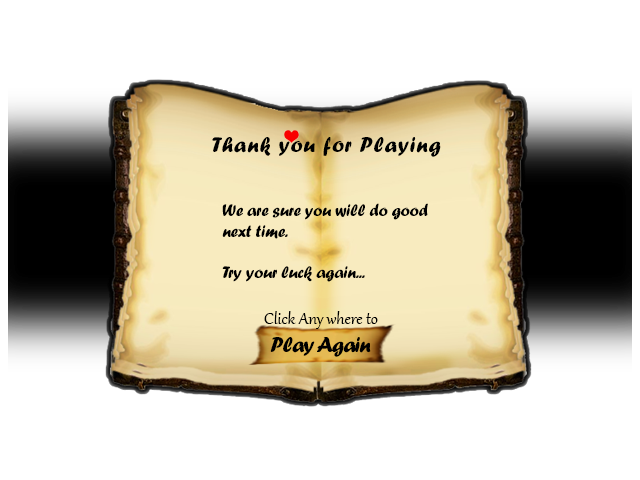 Thank you for Playing
We are sure you will do good
next time.
Try your luck again...
Click Any where to
Play Again